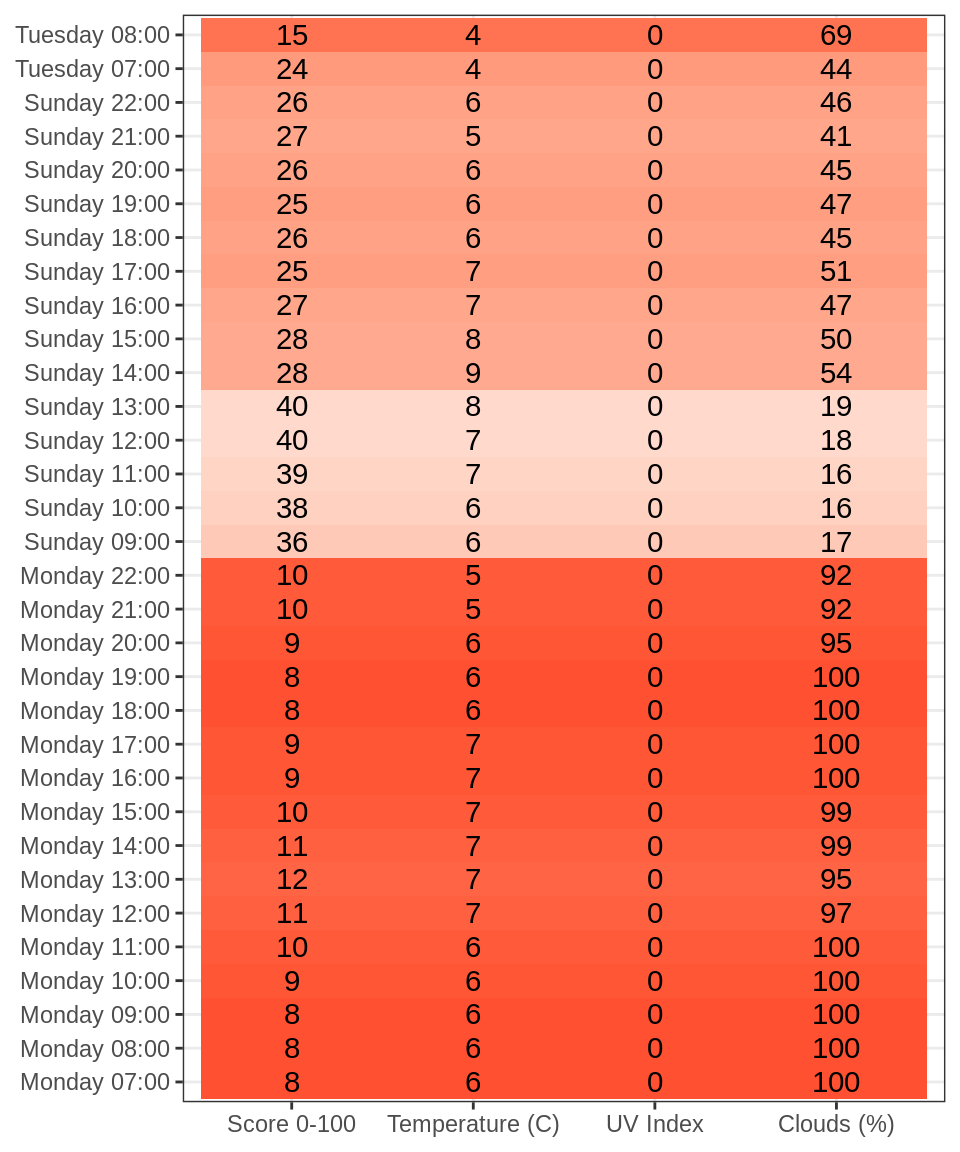 Tuesday 08:00 15 4 0 69
Tuesday 07:00 24 4 0 44
Sunday 22:00 26 6 0 46
Sunday 21:00 27 5 0 41
Sunday 20:00 26 6 0 45
Sunday 19:00 25 6 0 47
Sunday 18:00 26 6 0 45
Sunday 17:00 25 7 0 51
Sunday 16:00 27 7 0 47
Sunday 15:00 28 8 0 50
Sunday 14:00 28 9 0 54
Sunday 13:00 40 8 0 19
Sunday 12:00 40 7 0 18
Sunday 11:00 39 7 0 16
Sunday 10:00 38 6 0 16
Sunday 09:00 36 6 0 17
Monday 22:00 10 5 0 92
Monday 21:00 10 5 0 92
Monday 20:00 9 6 0 95
Monday 19:00 8 6 0 100
Monday 18:00 8 6 0 100
Monday 17:00 9 7 0 100
Monday 16:00 9 7 0 100
Monday 15:00 10 7 0 99
Monday 14:00 11 7 0 99
Monday 13:00 12 7 0 95
Monday 12:00 11 7 0 97
Monday 11:00 10 6 0 100
Monday 10:00 9 6 0 100
Monday 09:00 8 6 0 100
Monday 08:00 8 6 0 100
Monday 07:00 8 6 0 100
Score 0-100 Temperature (C) UV Index Clouds (%)